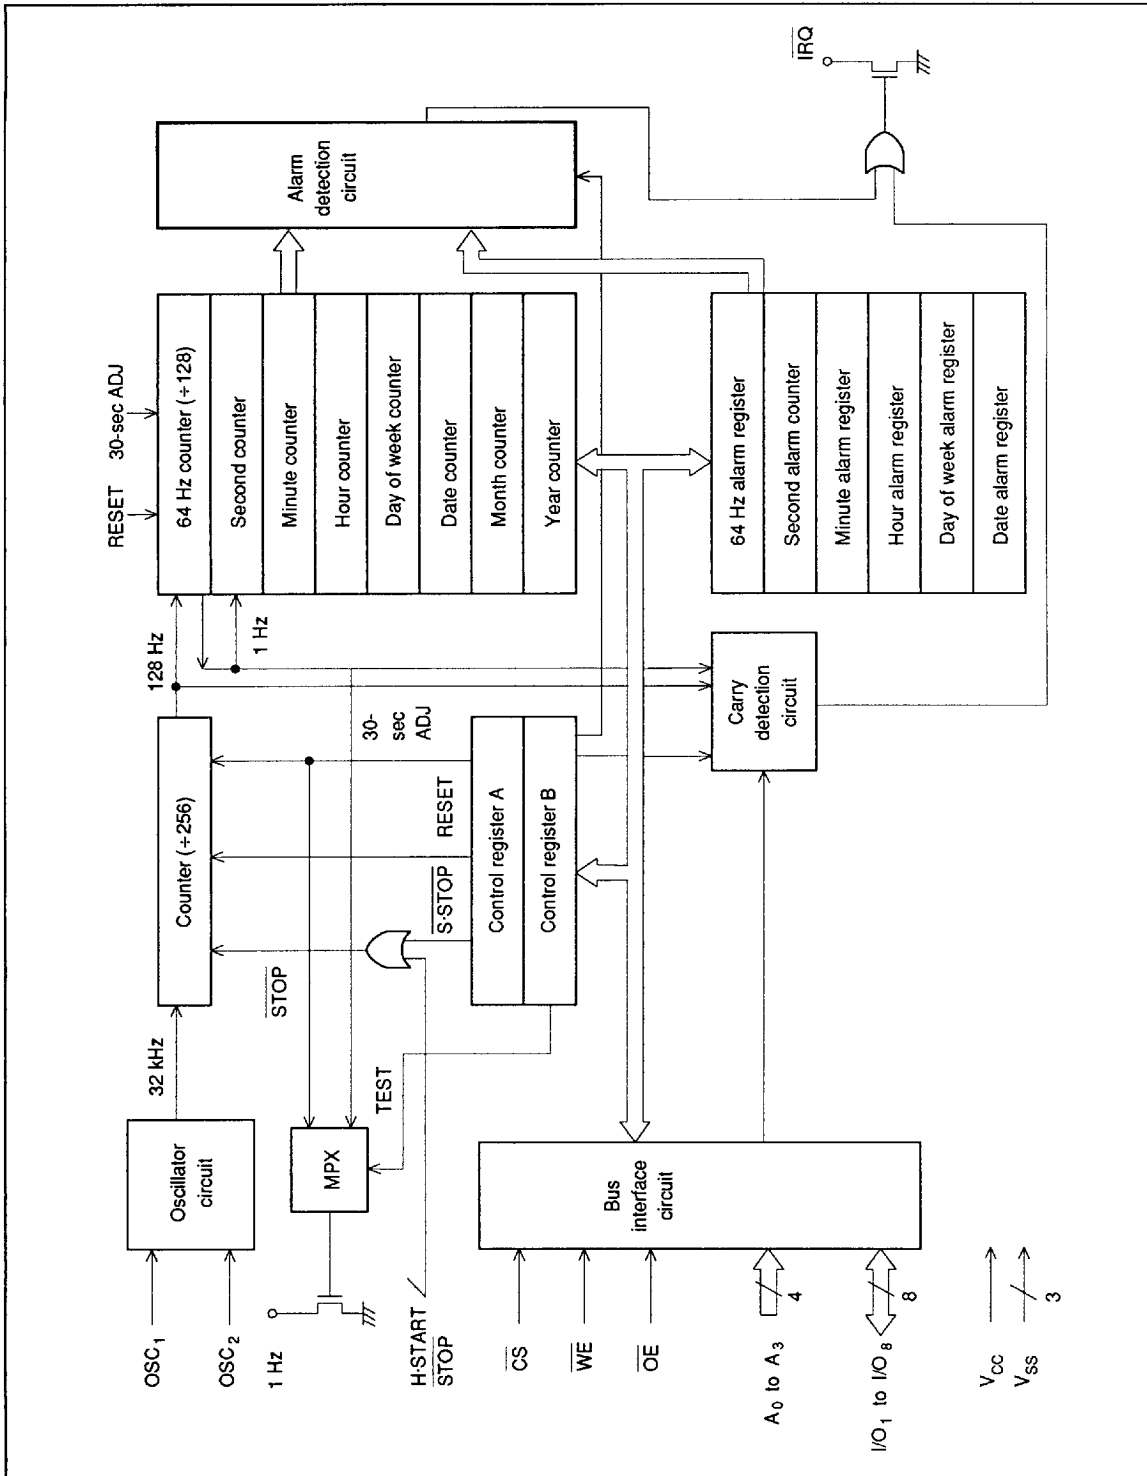 OSC1
OSC2
1 Hz
H·START/
STOP
CS
WE
OE
A0 to A3
4
I/O1 to I/O8
8
VCC
VSS
3
Oscillator
circuit
32 kHz
MPX
TEST
Bus
interface
circuit
Counter (÷256)
STOP
S·STOP
RESET
30-
sec
ADJ
Control register A
Control register B
128 Hz
1 Hz
Carry
detection
circuit
RESET
30-sec ADJ
64 Hz counter (÷128)
Second counter
Minute counter
Hour counter
Day of week counter
Date counter
Month counter
Year counter
64 Hz alarm register
Second alarm counter
Minute alarm register
Hour alarm register
Day of week alarm register
Date alarm register
Alarm
detection
circuit
IRQ